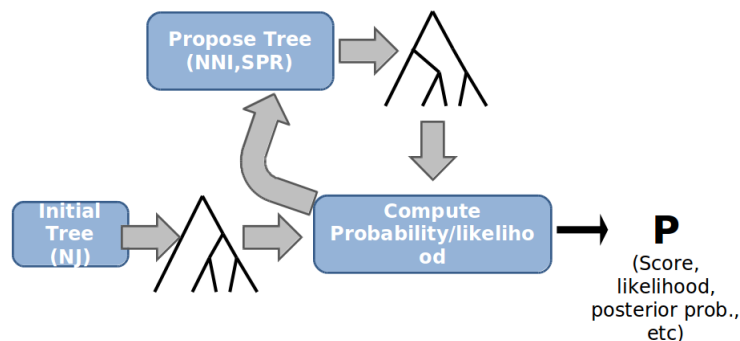 Propose Tree
(NNI,SPR)
Initial
Tree
(NJ)
Compute
Probability/likeliho
od
P
(Score,
likelihood,
posterior prob.,
etc)